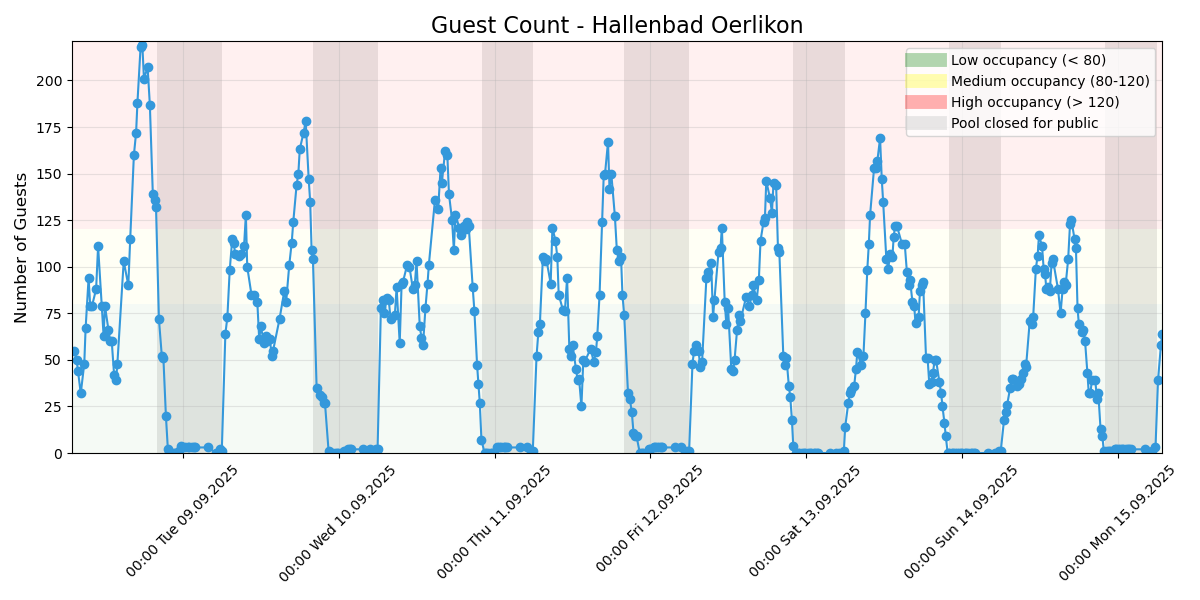 Guest Count - Hallenbad Oerlikon
Low occupancy (< 80)
Medium occupancy (80-120)
High occupancy (> 120)
Pool closed for public
Number of Guests
200
175
150
125
100
75
50
25
0
00:00 Tue 09.09.2025
00:00 Wed 10.09.2025
00:00 Thu 11.09.2025
00:00 Fri 12.09.2025
00:00 Sat 13.09.2025
00:00 Sun 14.09.2025
00:00 Mon 15.09.2025